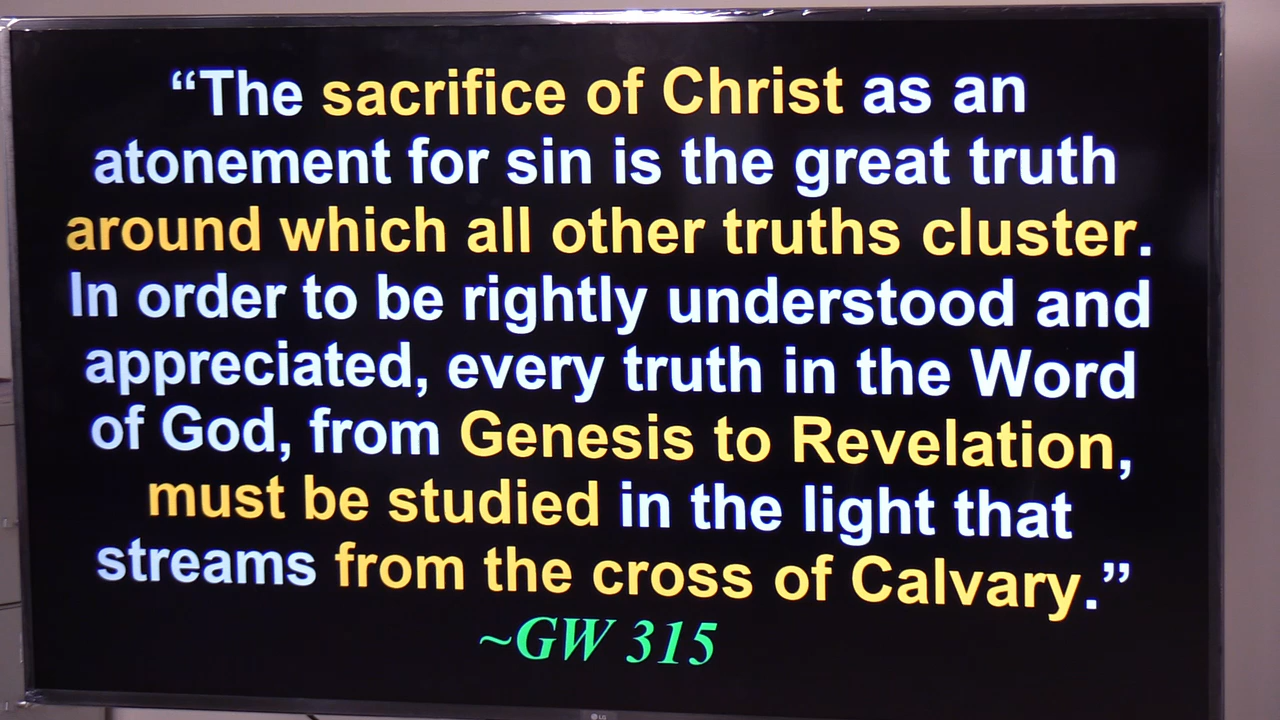 “The sacrifice of Christ as an
atonement for sin is the great truth
around which all other truths cluster.
In order to be rightly understood and
appreciated, every truth in the Word
of God, from Genesis to Revelation,
must be studied in the light that
streams from the cross of Calvary.”
~GW 315
LG